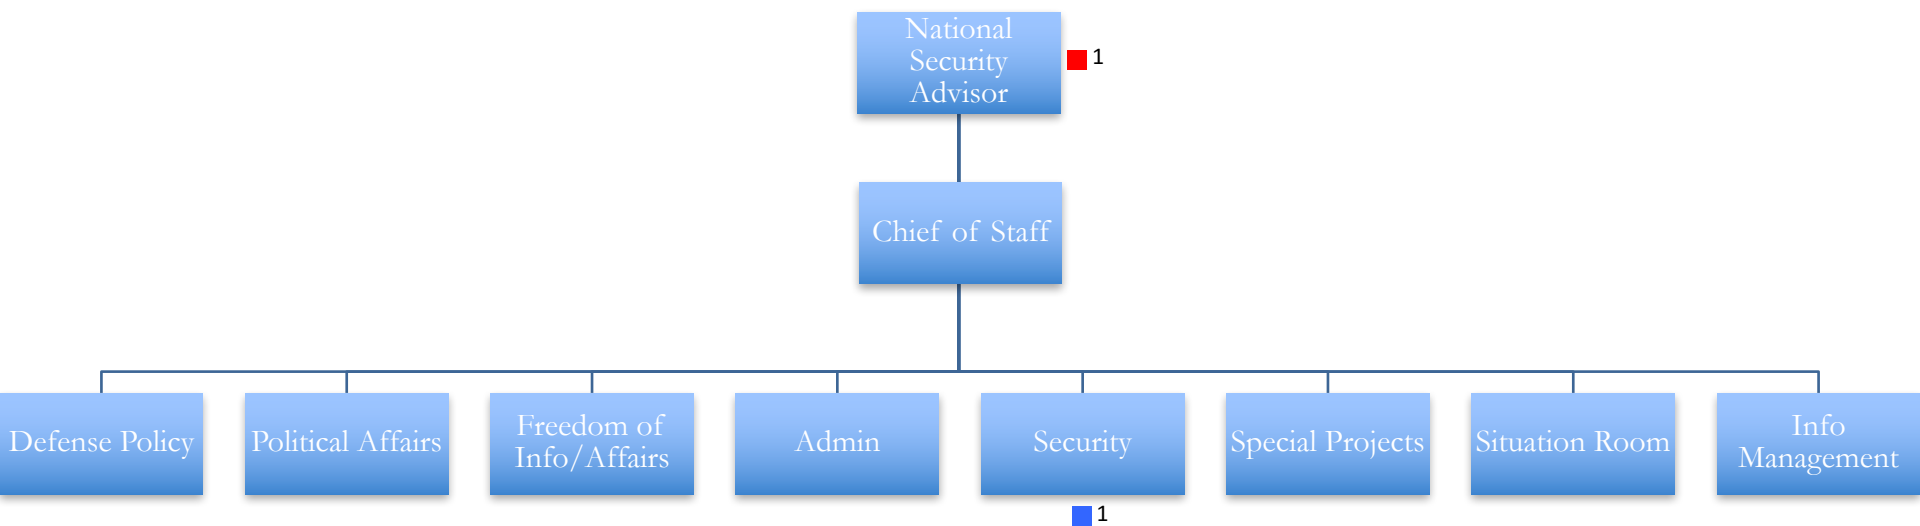 National
Security
Advisor
1
Chief of Staff
Defense Policy
Political Affairs
Freedom of
Info/Affairs
Admin
Security
Special Projects
Situation Room
Info
Management
1